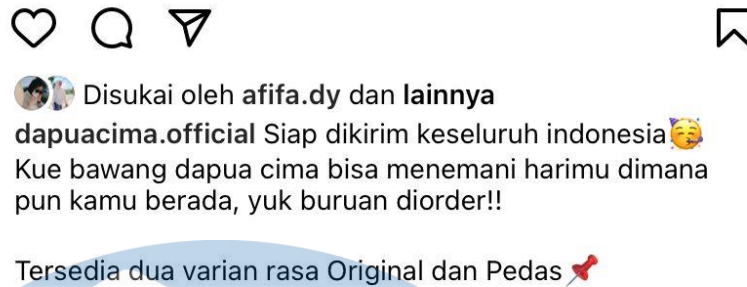 Disukai oleh afifa.dy dan lainnya
dapuacima.official Siap dikirim keseluruh indonesia🥳
Kue bawang dapua cima bisa menemani harimu dimana
pun kamu berada, yuk buruan diorder!!
Tersedia dua varian rasa Original dan Pedas📌